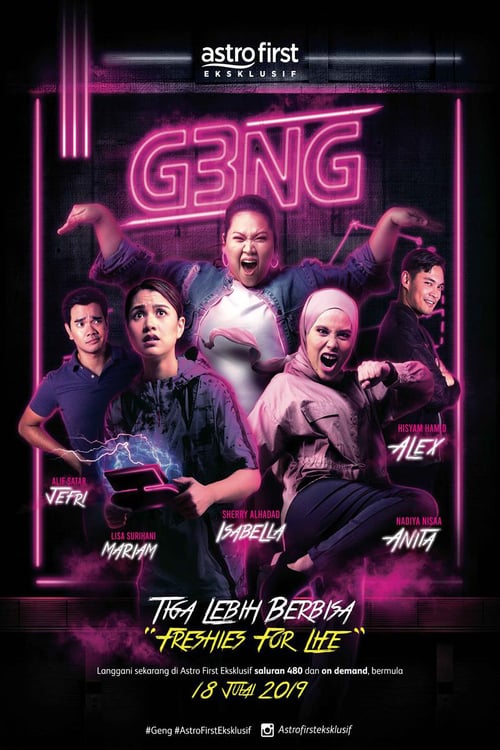 astro first
EKSKLUSIF
G3NG
HISYAM HAMID
ALEX
ALIF SATAR
JEFRI
SHERRY ALHADAD
ISABELLA
NADIYA NISAA
ANITA
LISA SURIHANI
MARIAM
TIGA LEBIH BERBISA
"FRESHIES FOR LIFE"
Langgani sekarang di Astro First Eksklusif saluran 480 dan on demand, bermula
18 JULAI 2019
#Geng #AstroFirstEksklusif Astrofirsteksklusif